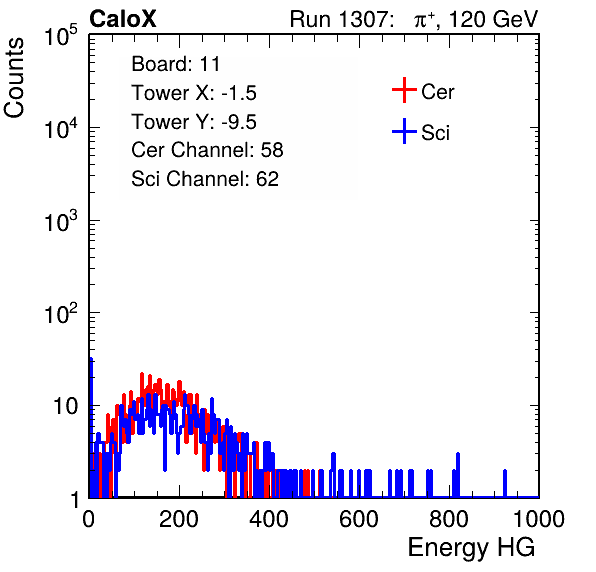 CaloX Run 1307: π⁺, 120 GeV
Counts
Board: 11
Tower X: -1.5
Tower Y: -9.5
Cer Channel: 58
Sci Channel: 62
Cer
Sci
10⁵
10⁴
10³
10²
10
1
0 200 400 600 800 1000
Energy HG